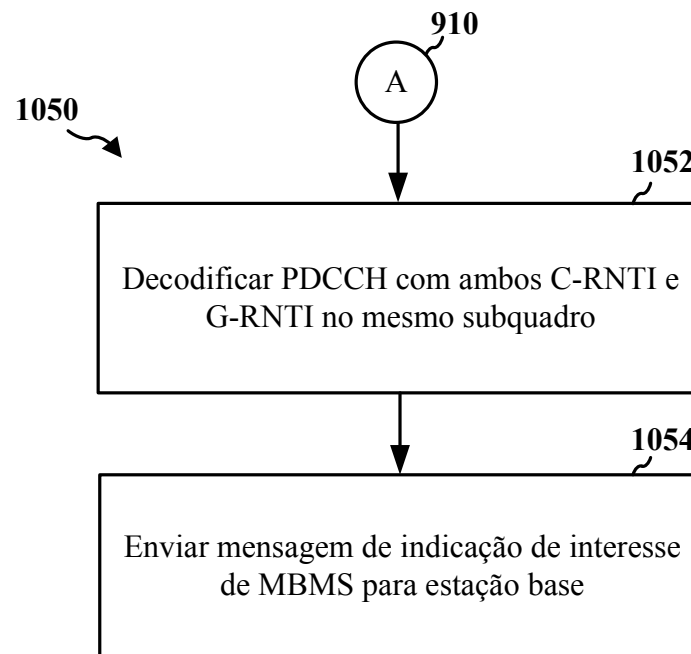 910
A
1050
1052
Decodificar PDCCH com ambos C-RNTI e
G-RNTI no mesmo subquadro
1054
Enviar mensagem de indicação de interesse
de MBMS para estação base